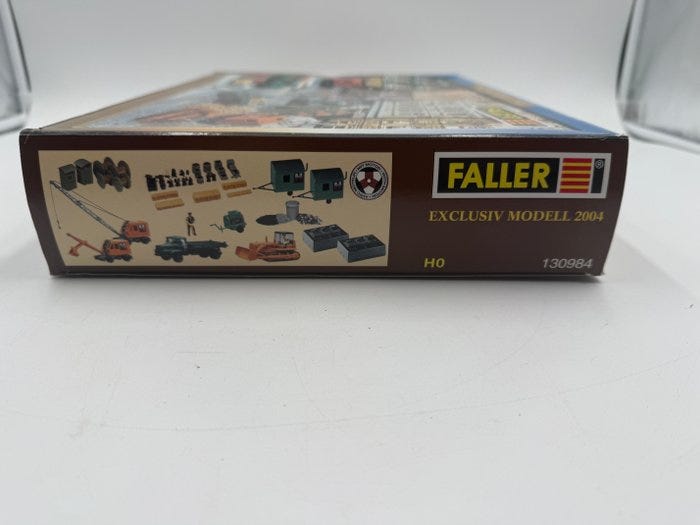 FALLER
®
EXCLUSIV MODELL 2004
H0
130984